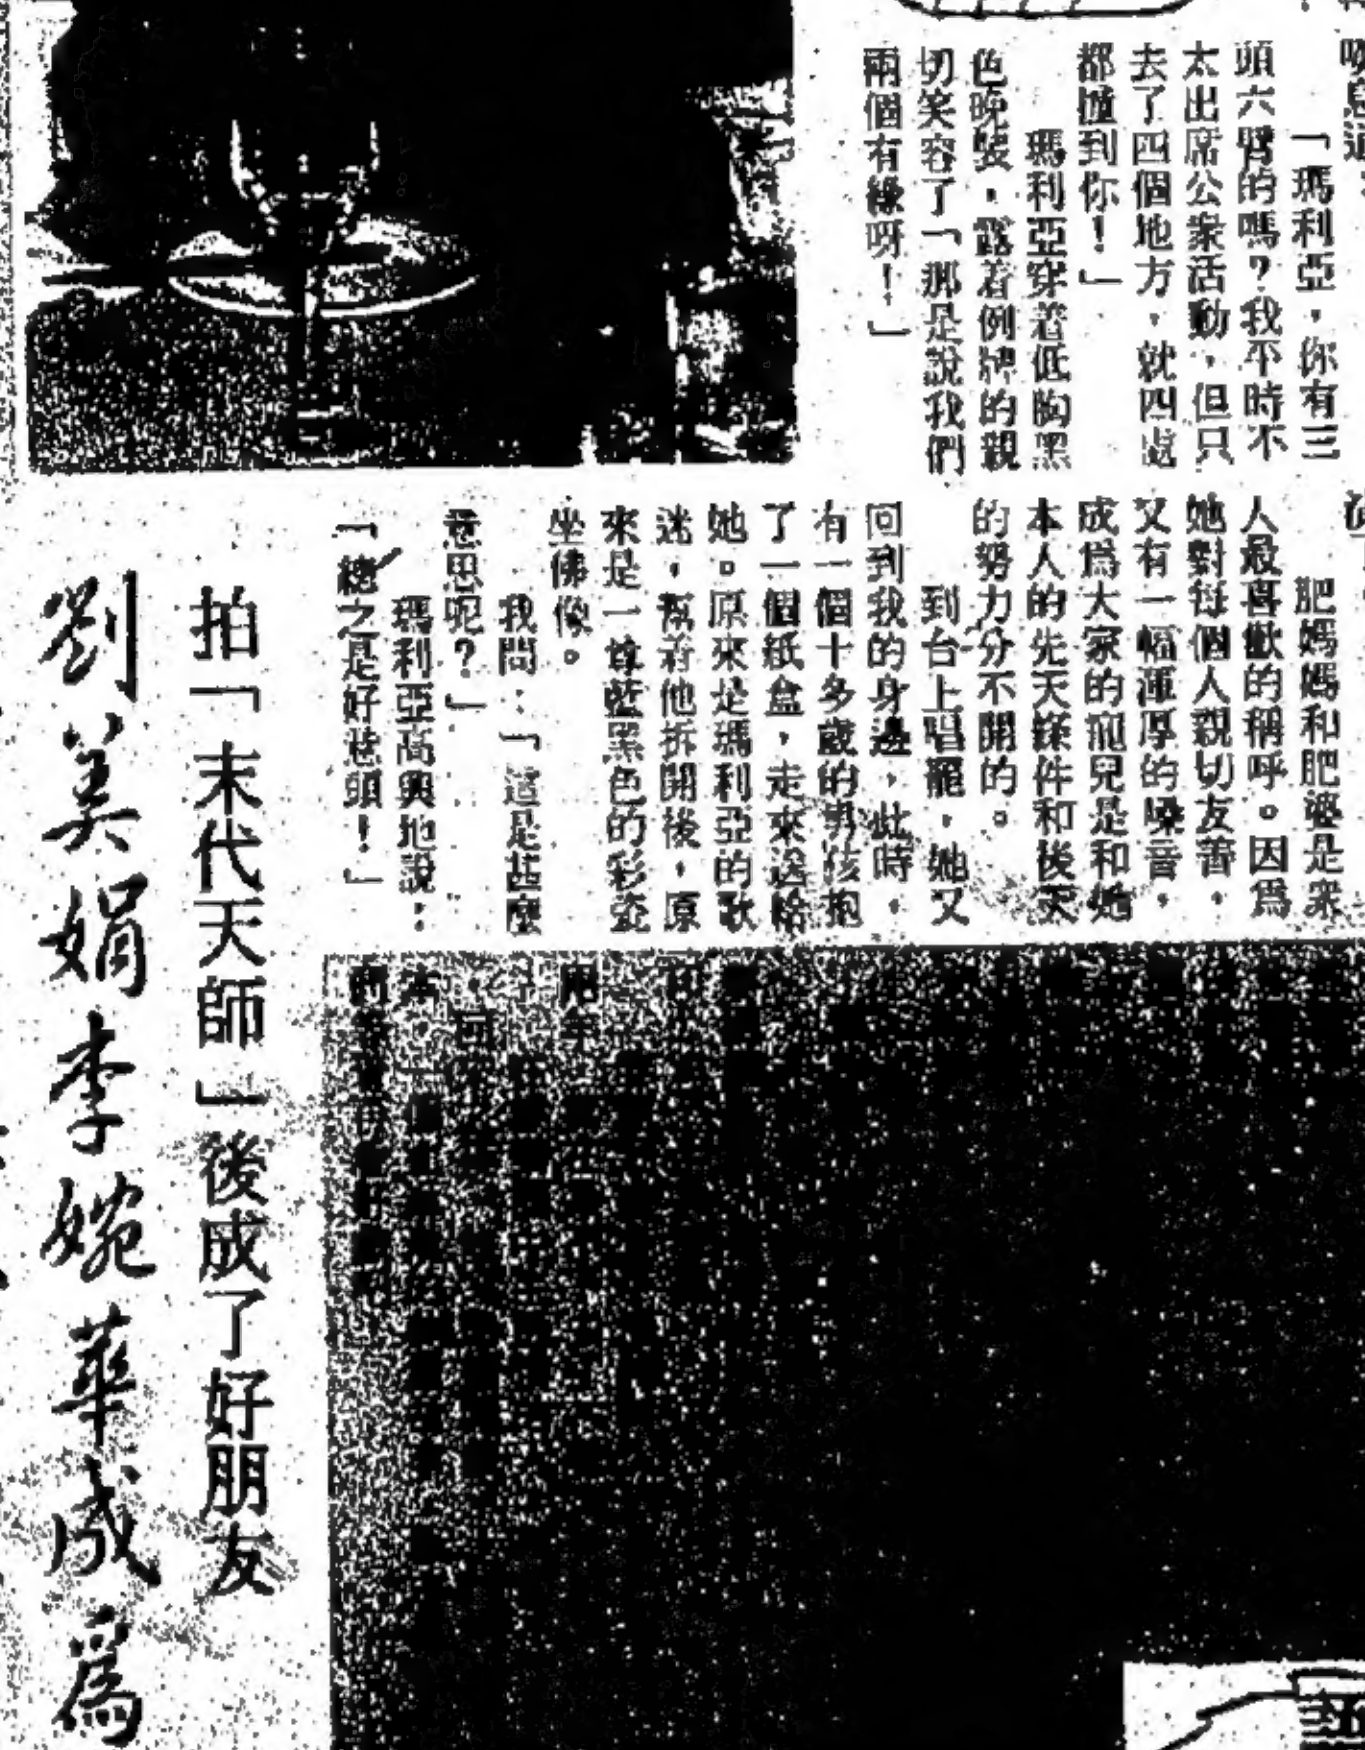 「瑪利亞，你有三
頭六臂的嗎？我不時不
太出席公衆活動，但只
去了四個地方，就四處
都撞到你！」
瑪利亞穿着低胸黑
色晚裝，露着例牌的親
切笑容了「那是說我們
兩個有緣呀！」
肥媽媽和肥婆是衆
人最喜歡的稱呼。因爲
她對每個人親切友善，
又有一幅渾厚的嗓音，
成爲大家的寵兒是和她
本人的先天條件和後天
的努力分不開的。
到台上唱罷，她又
回到我的身邊，此時，
有一個十多歲的男孩抱
了一個紙盒，走來送給
她。原來是瑪利亞的歌
迷，幫着他拆開後，原
來是一尊藍黑色的彩瓷
坐佛像。
我問：「這是甚麼
意思呢？」
瑪利亞高興地說：
「總之是好意頭！」
拍「末代天師」後成了好朋友
劉美娟李婉華成爲